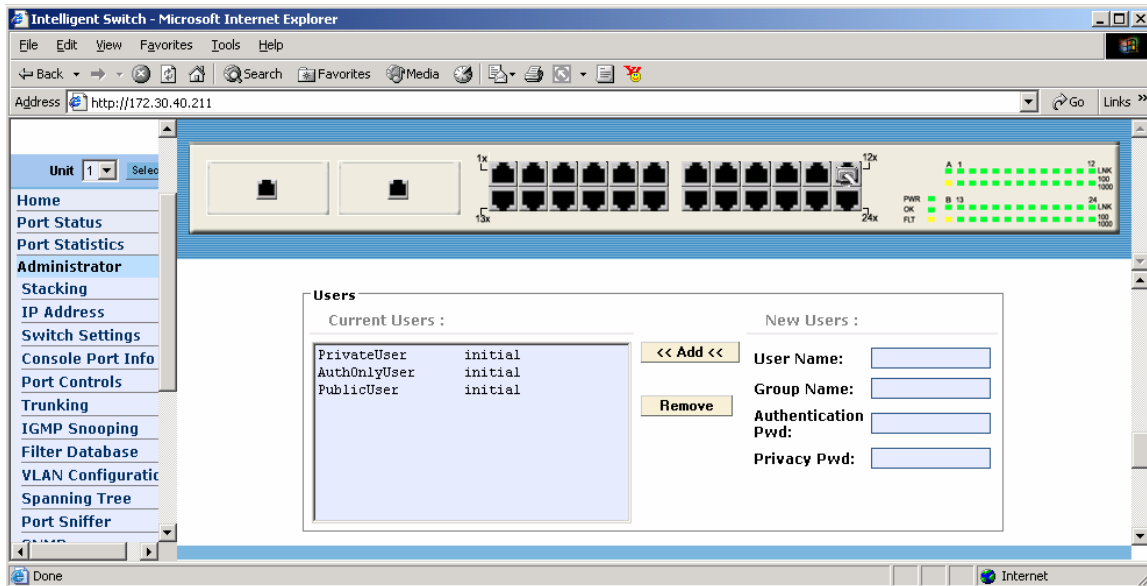 Intelligent Switch - Microsoft Internet Explorer
File Edit View Favorites Tools Help
Back Search Favorites Media
Address http://172.30.40.211 Go Links »
Unit 1 Selec
Home
Port Status
Port Statistics
Administrator
Stacking
IP Address
Switch Settings
Console Port Info
Port Controls
Trunking
IGMP Snooping
Filter Database
VLAN Configuratic
Spanning Tree
Port Sniffer
1x 12x
13x 24x
A 1 12 LNK
100
1000
PWR B 13 24 LNK
OK 100
FLT 1000
Users
Current Users : New Users :
PrivateUser initial
AuthOnlyUser initial
PublicUser initial
<< Add <<
Remove
User Name:
Group Name:
Authentication
Pwd:
Privacy Pwd:
Done Internet